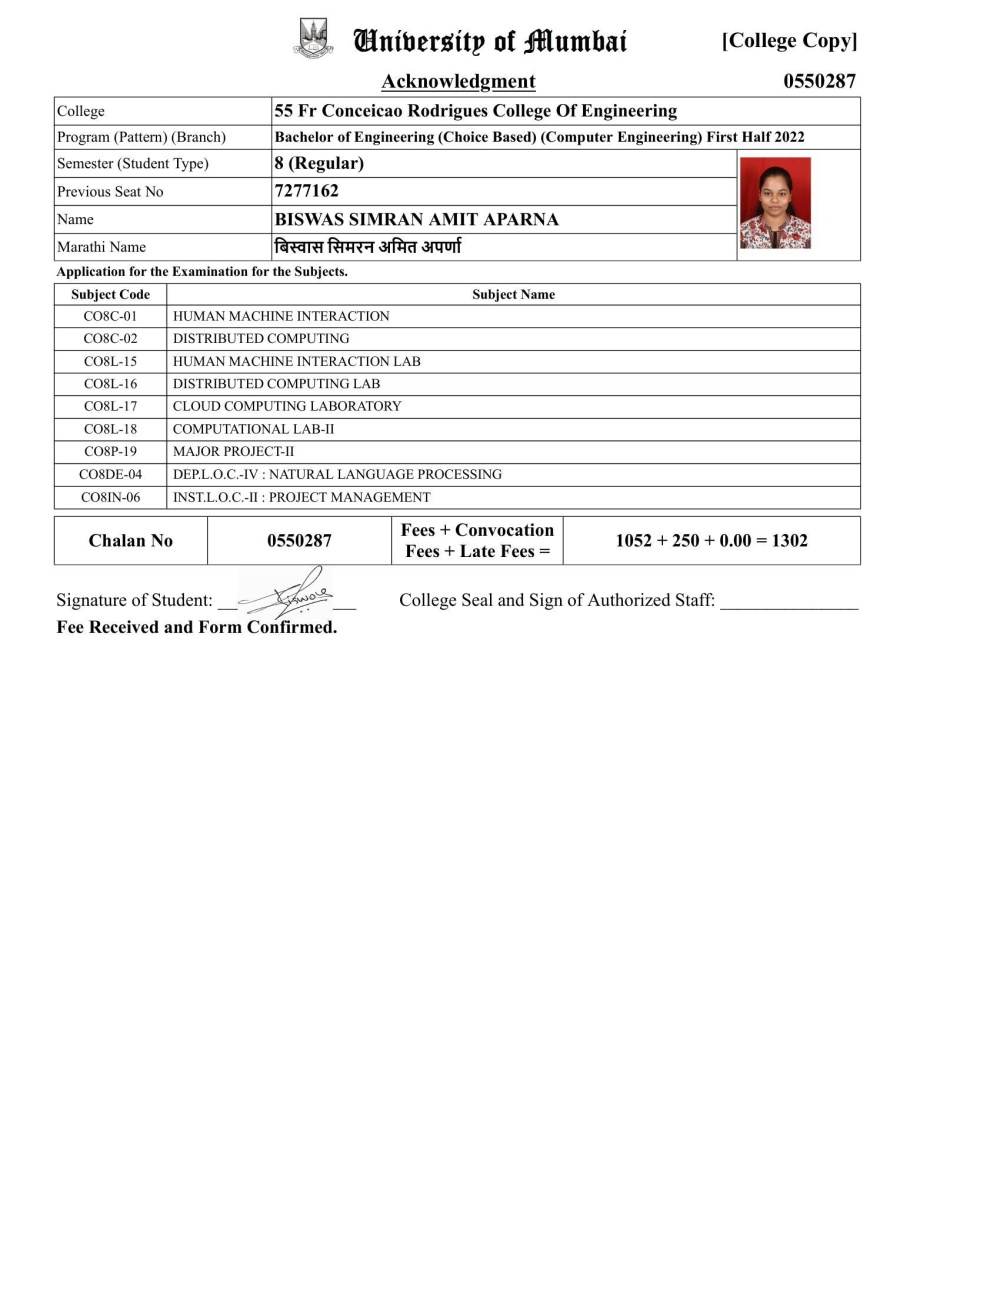 University of Mumbai [College Copy]
Acknowledgment 0550287
College 55 Fr Conceicao Rodrigues College Of Engineering
Program (Pattern) (Branch) Bachelor of Engineering (Choice Based) (Computer Engineering) First Half 2022
Semester (Student Type) 8 (Regular)
Previous Seat No 7277162
Name BISWAS SIMRAN AMIT APARNA
Marathi Name बिस्वास सिमरन अमित अपर्णा
Application for the Examination for the Subjects.
Subject Code Subject Name
CO8C-01 HUMAN MACHINE INTERACTION
CO8C-02 DISTRIBUTED COMPUTING
CO8L-15 HUMAN MACHINE INTERACTION LAB
CO8L-16 DISTRIBUTED COMPUTING LAB
CO8L-17 CLOUD COMPUTING LABORATORY
CO8L-18 COMPUTATIONAL LAB-II
CO8P-19 MAJOR PROJECT-II
CO8DE-04 DEP.L.O.C.-IV : NATURAL LANGUAGE PROCESSING
CO8IN-06 INST.L.O.C.-II : PROJECT MANAGEMENT
Chalan No 0550287 Fees + Convocation Fees + Late Fees = 1052 + 250 + 0.00 = 1302
Signature of Student: College Seal and Sign of Authorized Staff:
Fee Received and Form Confirmed.